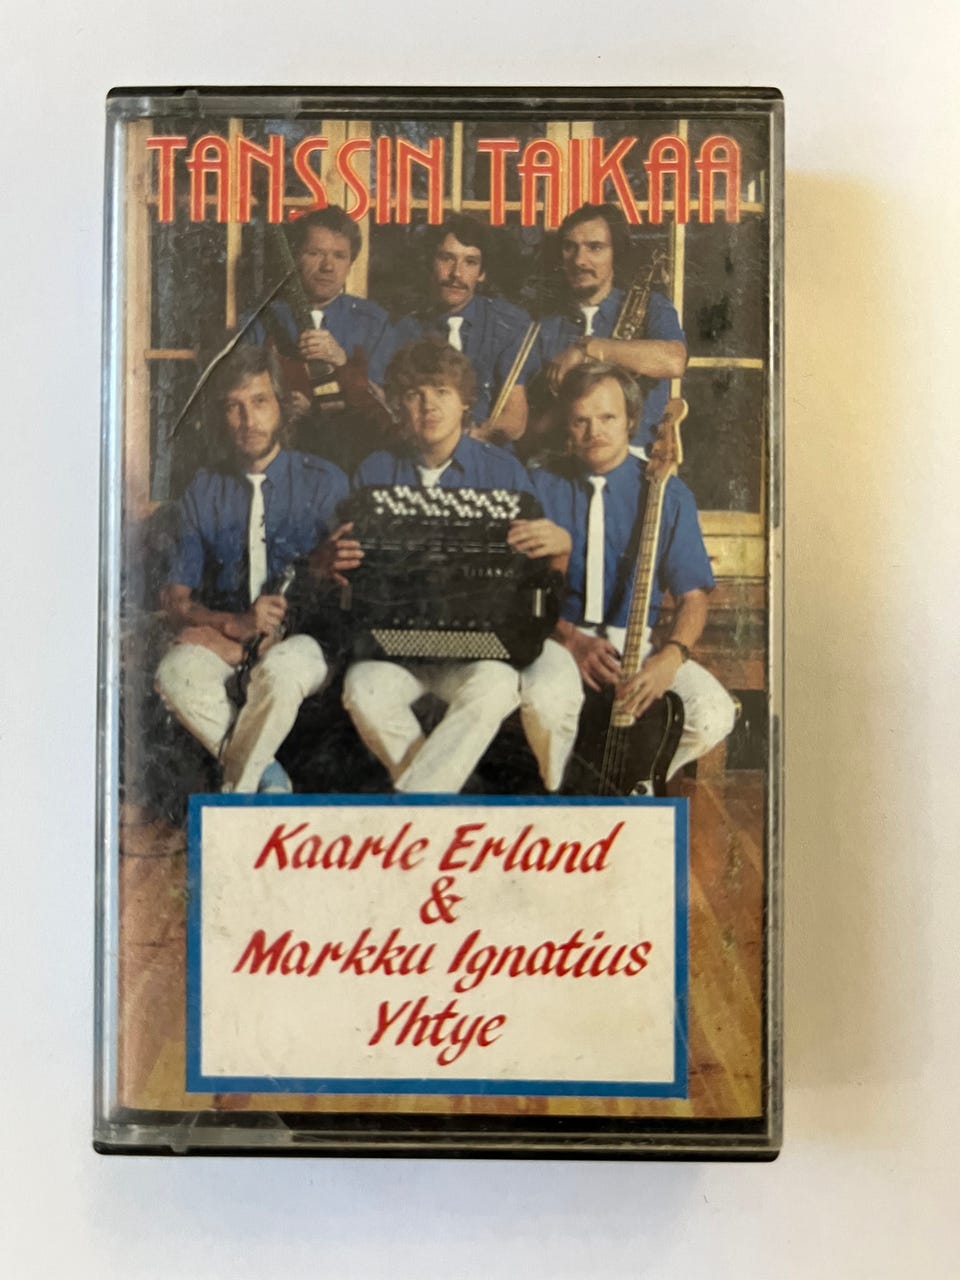 TANSSIN TAIKAA
Kaarle Erland
&
Markku Ignatius
Yhtye